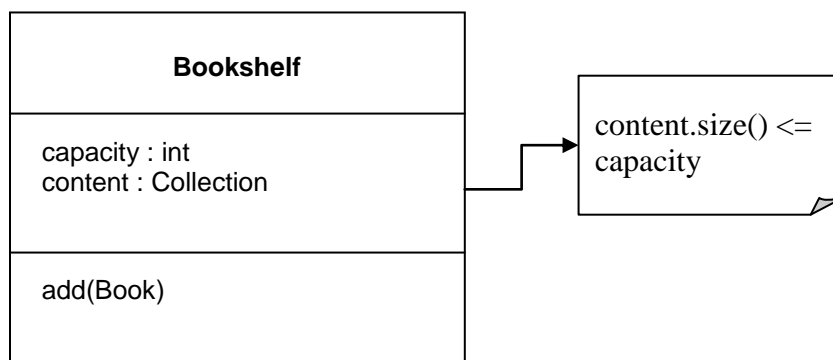 Bookshelf
capacity : int
content : Collection
add(Book)
content.size() <=
capacity